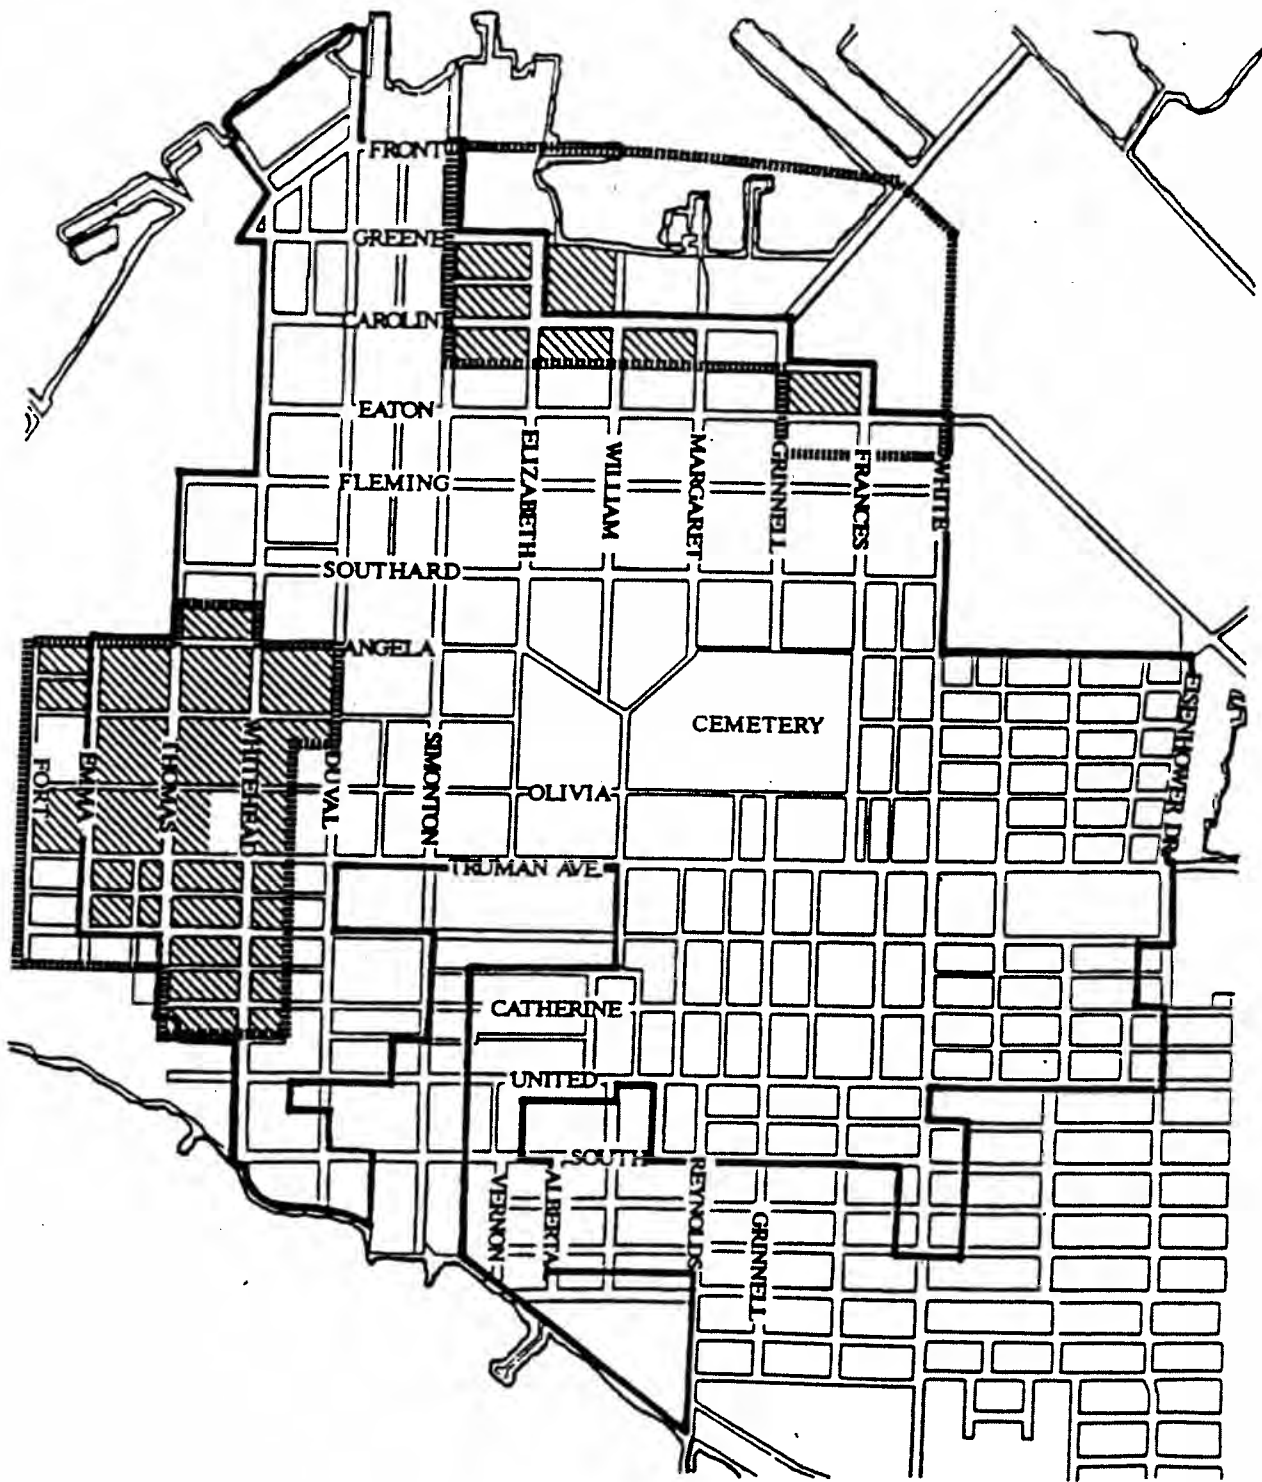 FRONT
GREENE
CAROLINE
EATON
FLEMING
ELIZABETH
WILLIAM
MARGARET
GRINNELL
FRANCES
WHITE
SOUTHARD
ANGELA
CEMETERY
EISENHOWER DR.
FORT
EMMA
THOMAS
WHITEHEAD
DUVAL
SIMONTON
OLIVIA
TRUMAN AVE.
CATHERINE
UNITED
SOUTH
VERNON
ALBERTA
REYNOLDS
GRINNELL